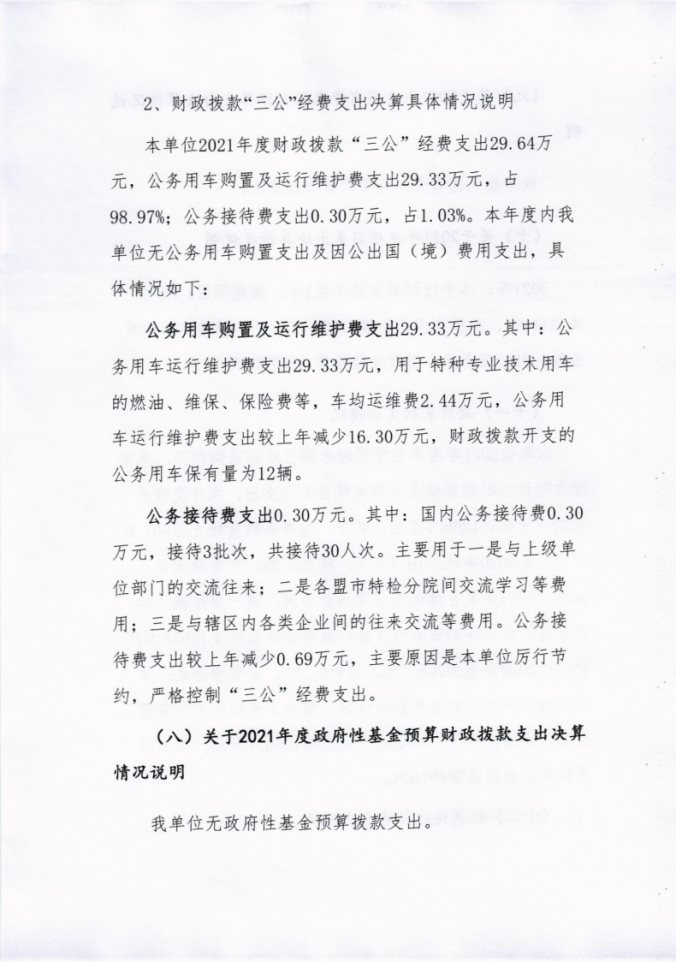 2、财政拨款“三公”经费支出决算具体情况说明
本单位2021年度财政拨款“三公”经费支出29.64万
元，公务用车购置及运行维护费支出29.33万元，占
98.97%；公务接待费支出0.30万元，占1.03%。本年度内我
单位无公务用车购置支出及因公出国（境）费用支出，具
体情况如下：
公务用车购置及运行维护费支出29.33万元。其中：公
务用车运行维护费支出29.33万元，用于特种专业技术用车
的燃油、维保、保险费等，车均运维费2.44万元，公务用
车运行维护费支出较上年减少16.30万元，财政拨款开支的
公务用车保有量为12辆。
公务接待费支出0.30万元。其中：国内公务接待费0.30
万元，接待3批次，共接待30人次。主要用于一是与上级单
位部门的交流往来；二是各盟市特检分院间交流学习等费
用；三是与辖区内各类企业间的往来交流等费用。公务接
待费支出较上年减少0.69万元，主要原因是本单位厉行节
约，严格控制“三公”经费支出。
（八）关于2021年度政府性基金预算财政拨款支出决算
情况说明
我单位无政府性基金预算拨款支出。